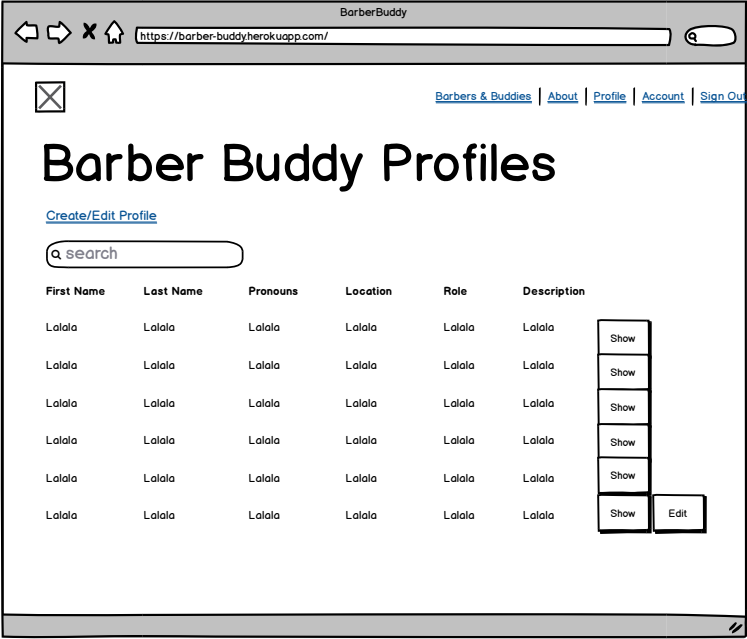 BarberBuddy
https://barber-buddy.herokuapp.com/
Barbers & Buddies | About | Profile | Account | Sign Out
Barber Buddy Profiles
Create/Edit Profile
search
First Name Last Name Pronouns Location Role Description
Lalala Lalala Lalala Lalala Lalala Lalala Show
Lalala Lalala Lalala Lalala Lalala Lalala Show
Lalala Lalala Lalala Lalala Lalala Lalala Show
Lalala Lalala Lalala Lalala Lalala Lalala Show
Lalala Lalala Lalala Lalala Lalala Lalala Show
Lalala Lalala Lalala Lalala Lalala Lalala Show Edit